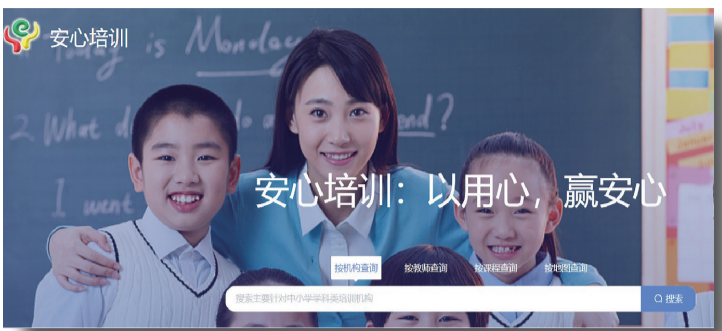 安心培训
is Monday
2 What do
end?
I went
安心培训：以用心，赢安心
按机构查询 按教师查询 按课程查询 按地图查询
搜索主要针对中小学学科类培训机构 搜索